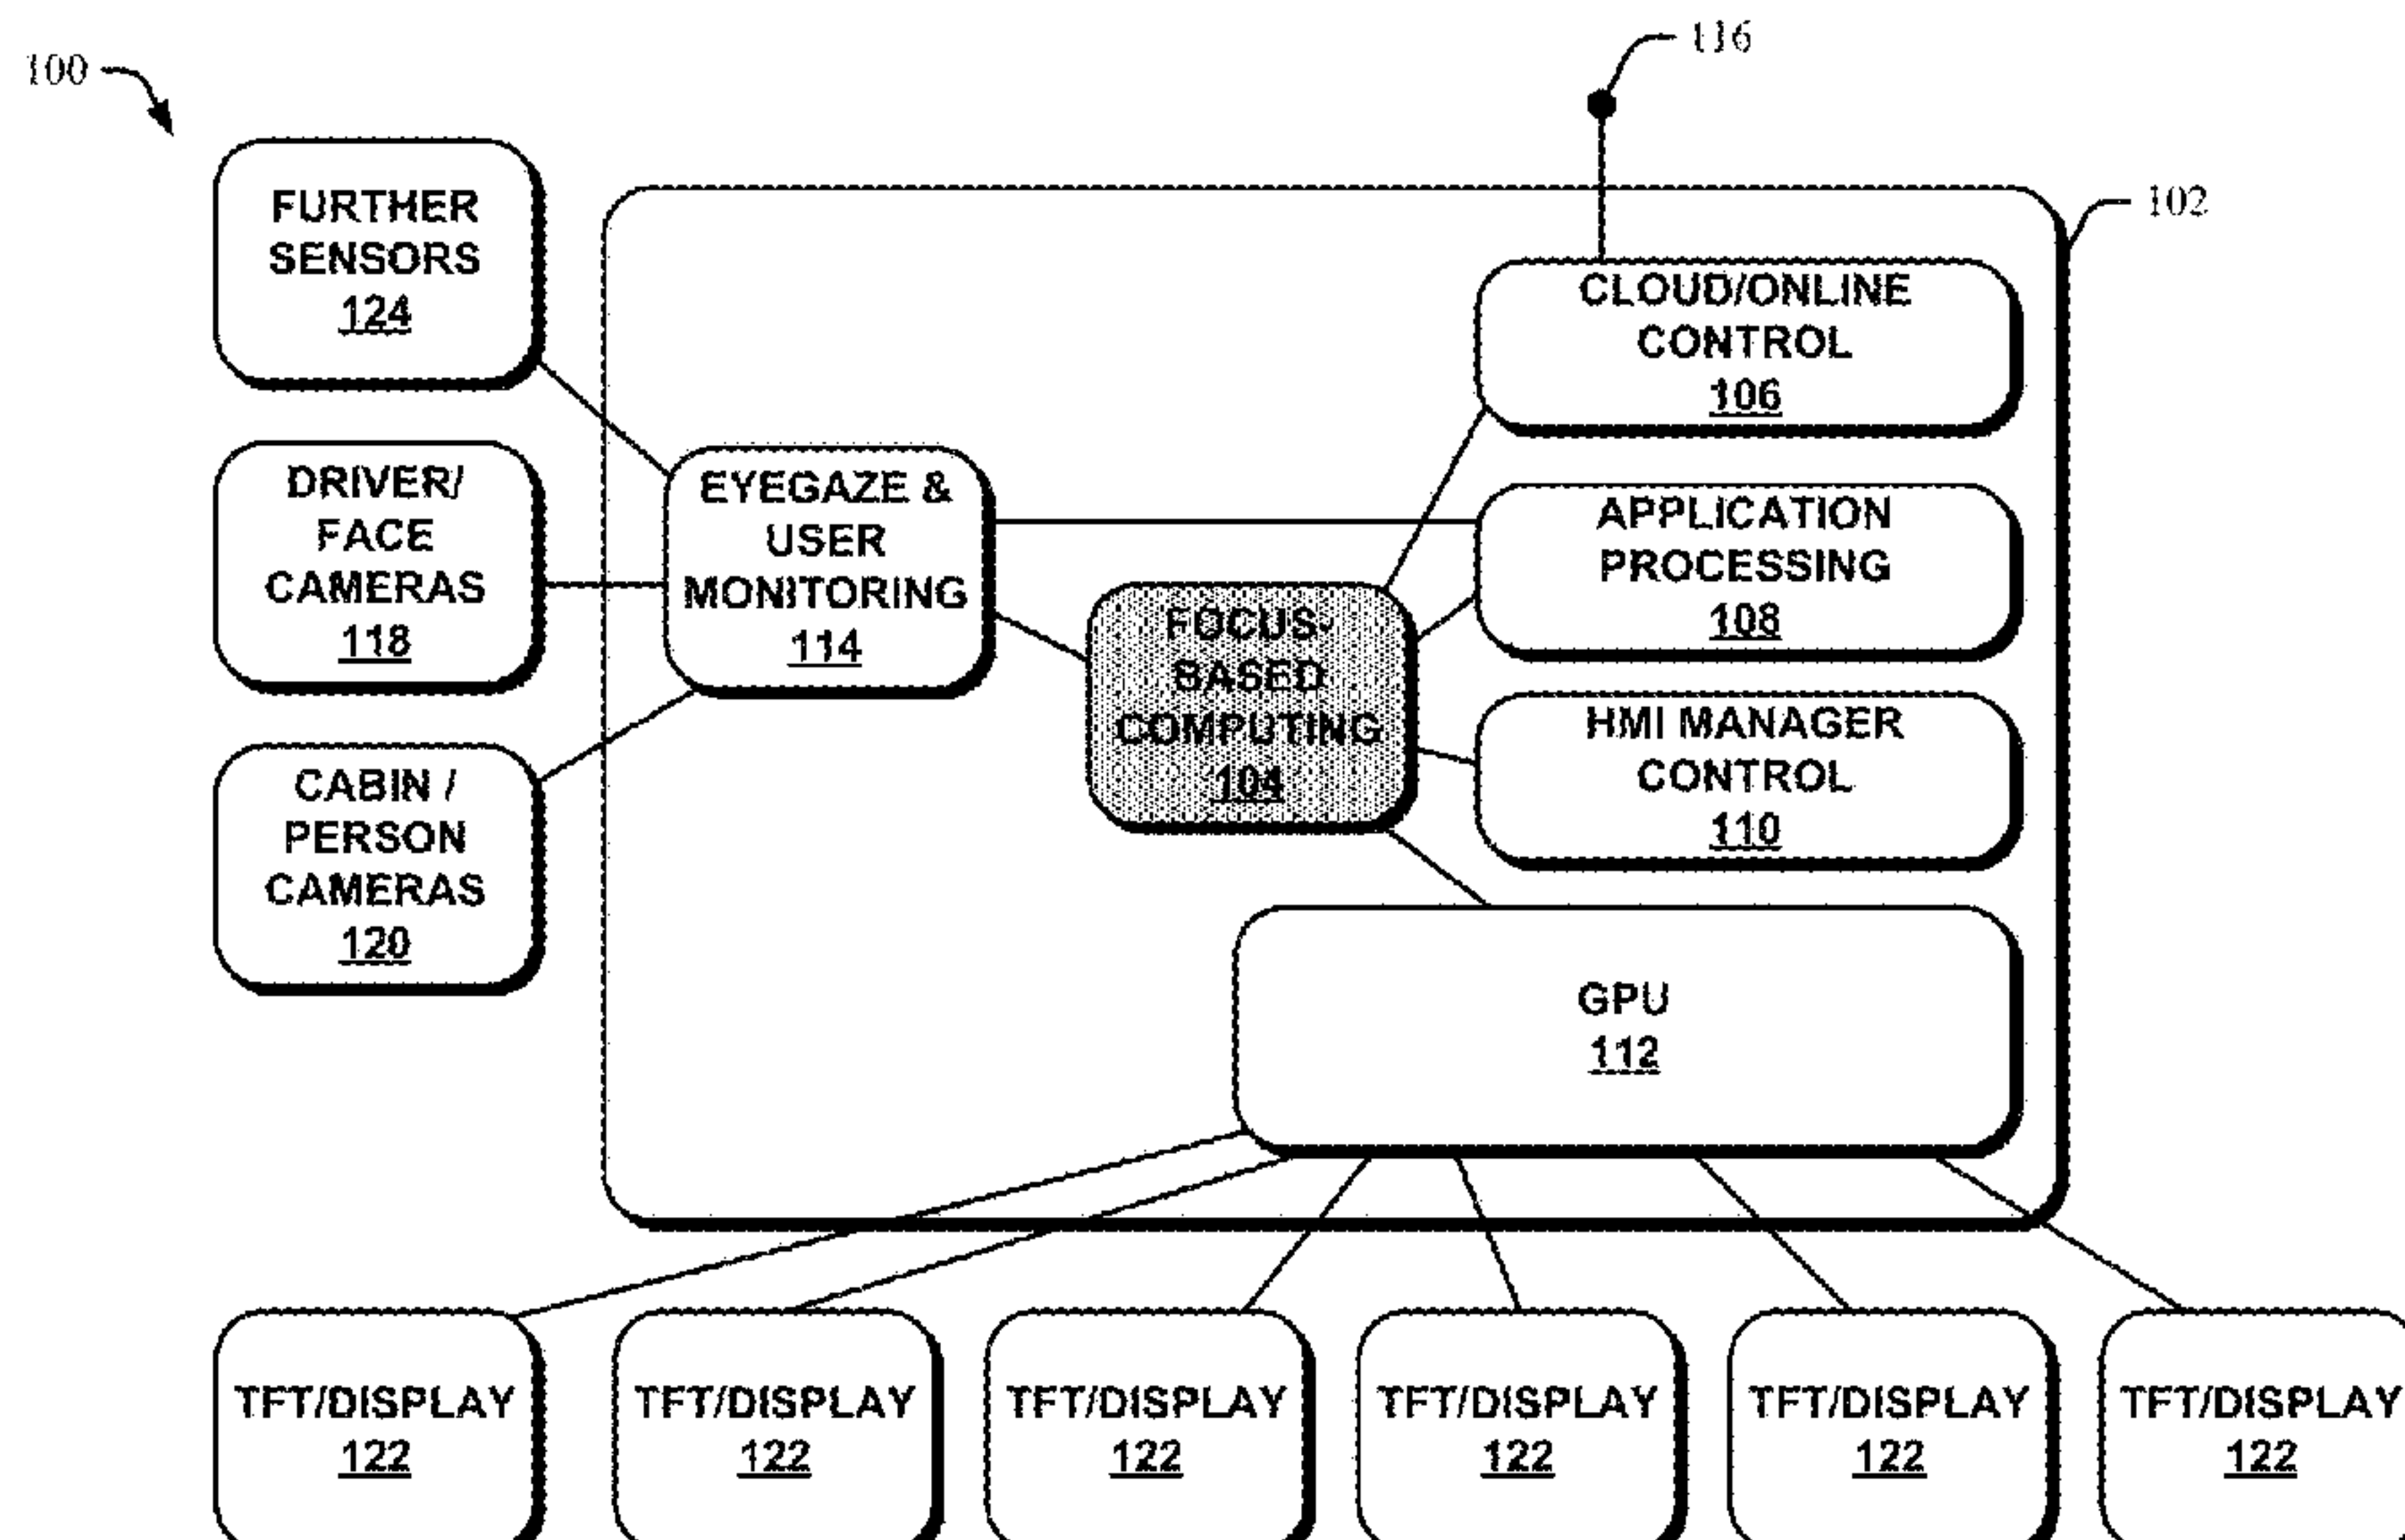 100
116
102
FURTHER
SENSORS
124
CLOUD/ONLINE
CONTROL
106
DRIVER/
FACE
CAMERAS
118
EYEGAZE &
USER
MONITORING
114
APPLICATION
PROCESSING
108
FOCUS-
BASED
COMPUTING
104
HMI MANAGER
CONTROL
110
CABIN /
PERSON
CAMERAS
120
GPU
112
TFT/DISPLAY
122
TFT/DISPLAY
122
TFT/DISPLAY
122
TFT/DISPLAY
122
TFT/DISPLAY
122
TFT/DISPLAY
122